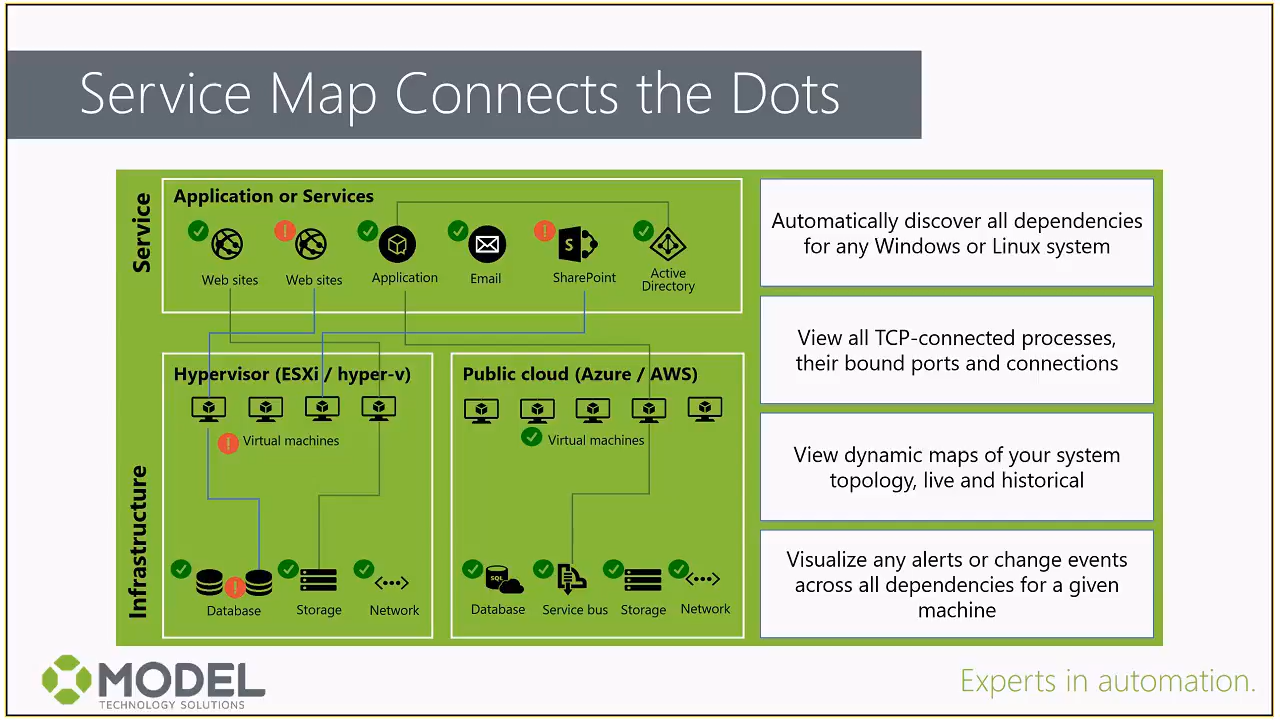 Service Map Connects the Dots
Service
Application or Services
Web sites
Web sites
Application
Email
S
SharePoint
Active
Directory
Infrastructure
Hypervisor (ESXi / hyper-v)
Virtual machines
Database
Storage
Network
Public cloud (Azure / AWS)
Virtual machines
SQL
Database
Service bus
Storage
Network
Automatically discover all dependencies
for any Windows or Linux system
View all TCP-connected processes,
their bound ports and connections
View dynamic maps of your system
topology, live and historical
Visualize any alerts or change events
across all dependencies for a given
machine
MODEL
TECHNOLOGY SOLUTIONS
Experts in automation.